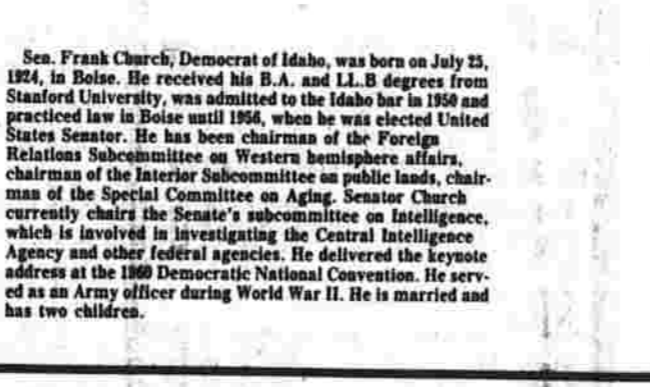 Sen. Frank Church, Democrat of Idaho, was born on July 25,
1924, in Boise. He received his B.A. and LL.B degrees from
Stanford University, was admitted to the Idaho bar in 1950 and
practiced law in Boise until 1956, when he was elected United
States Senator. He has been chairman of the Foreign
Relations Subcommittee on Western hemisphere affairs,
chairman of the Interior Subcommittee on public lands, chair-
man of the Special Committee on Aging. Senator Church
currently chairs the Senate's subcommittee on Intelligence,
which is involved in investigating the Central Intelligence
Agency and other federal agencies. He delivered the keynote
address at the 1960 Democratic National Convention. He serv-
ed as an Army officer during World War II. He is married and
has two children.